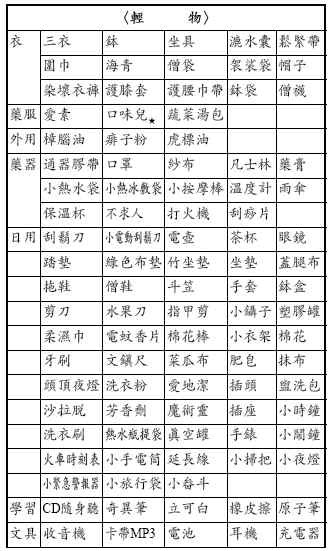 〈輕 物〉
衣 三衣 鉢 坐具 漉水囊 鬆緊帶
圍巾 海青 僧袋 袈裟袋 帽子
染壞衣褲 護膝套 護腰巾帶 鉢袋 僧襪
藥服 愛素 口味兒★ 蔬菜湯包
外用 樟腦油 痱子粉 虎標油
藥器 通器膠帶 口罩 紗布 凡士林 藥膏
小熱水袋 小熱冰敷袋 小按摩棒 溫度計 雨傘
保溫杯 不求人 打火機 刮痧片
日用 刮鬍刀 小電動刮鬍刀 電壺 茶杯 眼鏡
踏墊 綠色布墊 竹坐墊 坐墊 蓋腿布
拖鞋 僧鞋 斗笠 手套 鉢盒
剪刀 水果刀 指甲剪 小鑷子 塑膠罐
柔濕巾 電蚊香片 棉花棒 小衣架 棉花
牙刷 文鎮尺 菜瓜布 肥皂 抹布
頭頂夜燈 洗衣粉 愛地潔 插頭 盥洗包
沙拉脫 芳香劑 魔術靈 插座 小時鐘
洗衣刷 熱水瓶提袋 真空罐 手錶 小鬧鐘
火車時刻表 小手電筒 延長線 小掃把 小夜燈
小緊急警報器 小旅行袋 小畚斗
學習 CD隨身聽 奇異筆 立可白 橡皮擦 原子筆
文具 收音機 卡帶MP3 電池 耳機 充電器